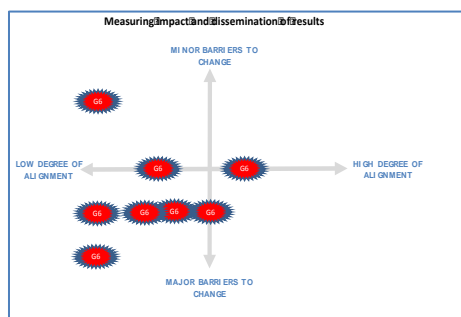 Measuring impact and dissemination of results
MINOR BARRIERS TO
CHANGE
G6
LOW DEGREE OF
ALIGNMENT
G6
G6
HIGH DEGREE OF
ALIGNMENT
G6
G6
G6
G6
G6
MAJOR BARRIERS TO
CHANGE